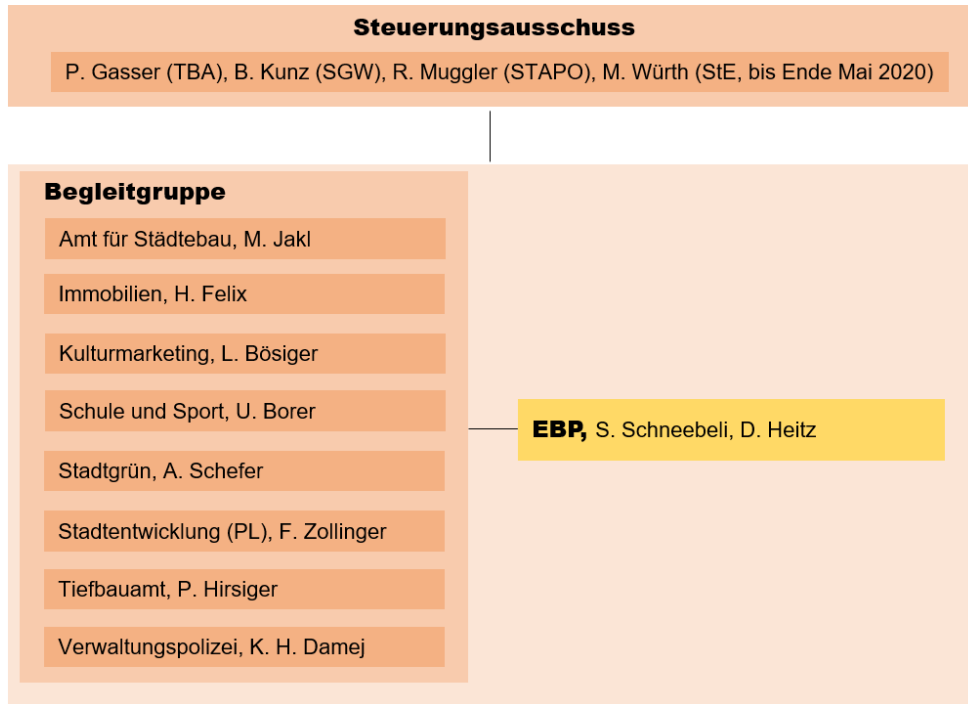 Steuerungsausschuss
P. Gasser (TBA), B. Kunz (SGW), R. Muggler (STAPO), M. Würth (StE, bis Ende Mai 2020)
Begleitgruppe
Amt für Städtebau, M. Jakl
Immobilien, H. Felix
Kulturmarketing, L. Bösiger
Schule und Sport, U. Borer
Stadtgrün, A. Schefer
Stadtentwicklung (PL), F. Zollinger
Tiefbauamt, P. Hirsiger
Verwaltungspolizei, K. H. Damej
EBP, S. Schneebeli, D. Heitz